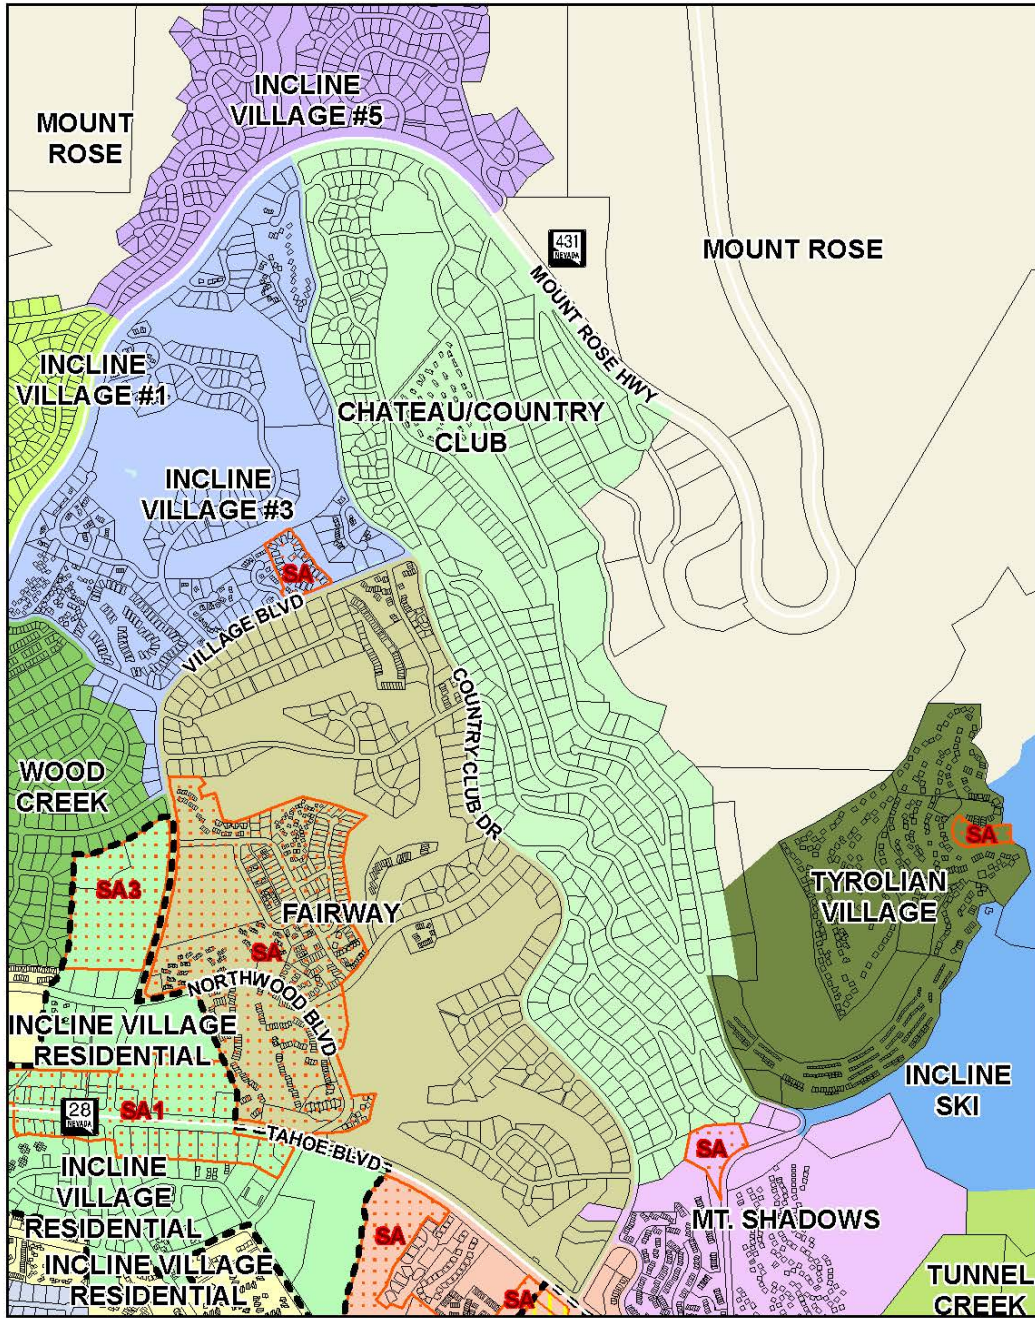 INCLINE
VILLAGE #5
MOUNT
ROSE
431
NEVADA
MOUNT ROSE
MOUNT ROSE HWY
INCLINE
VILLAGE #1
CHATEAU/COUNTRY
CLUB
INCLINE
VILLAGE #3
SA
VILLAGE BLVD
COUNTRY CLUB DR
WOOD
CREEK
SA
TYROLIAN
VILLAGE
SA3
FAIRWAY
SA
NORTHWOOD BLVD
INCLINE VILLAGE
RESIDENTIAL
INCLINE
SKI
28
NEVADA
SA1
TAHOE BLVD
SA
INCLINE
VILLAGE
RESIDENTIAL
MT. SHADOWS
SA
INCLINE VILLAGE
RESIDENTIAL
SA
TUNNEL
CREEK